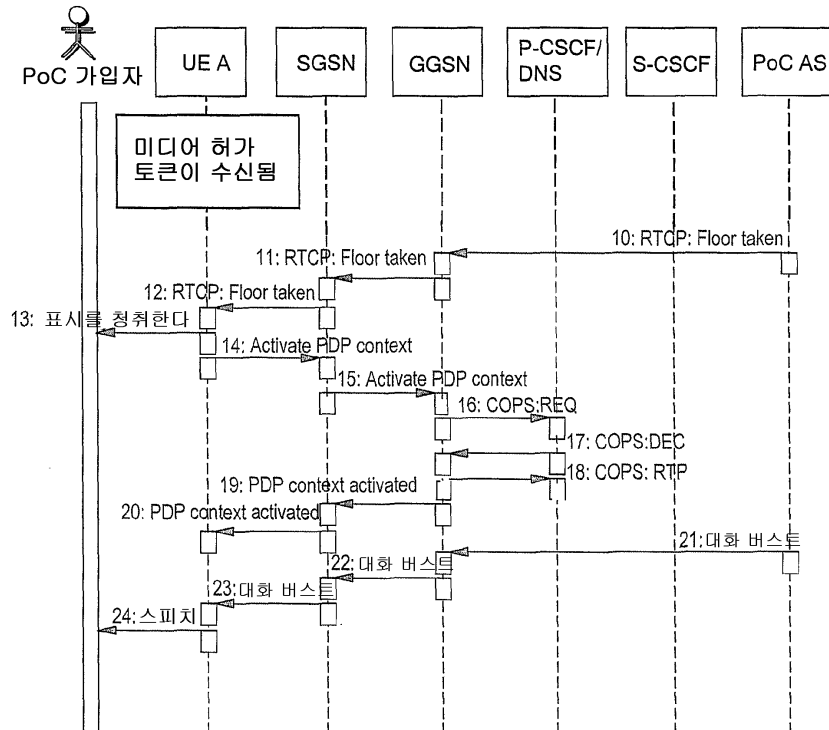 PoC 가입자
UE A
SGSN
GGSN
P-CSCF/
DNS
S-CSCF
PoC AS
미디어 허가
토큰이 수신됨
10: RTCP: Floor taken
11: RTCP: Floor taken
12: RTCP: Floor taken
13: 표시를 청취한다
14: Activate PDP context
15: Activate PDP context
16: COPS:REQ
17: COPS:DEC
18: COPS: RTP
19: PDP context activated
20: PDP context activated
21:대화 버스트
22:대화 버스트
23:대화 버스트
24:스피치